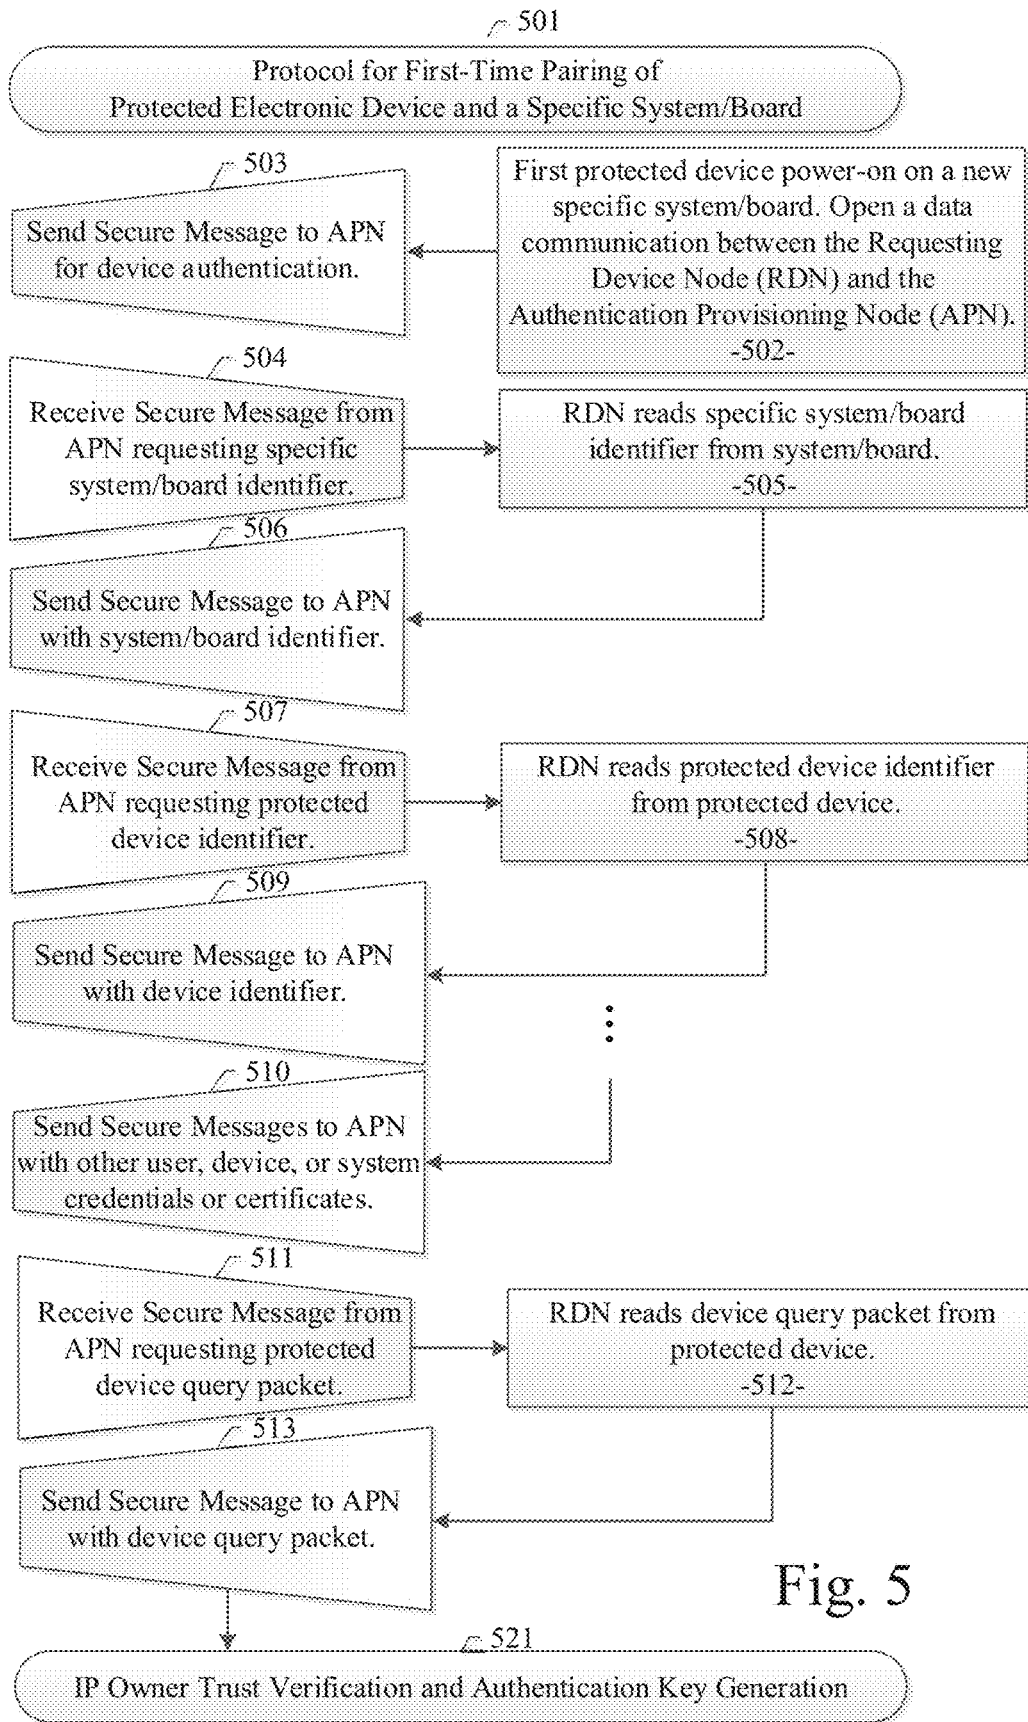 501
Protocol for First-Time Pairing of
Protected Electronic Device and a Specific System/Board
503
Send Secure Message to APN
for device authentication.
First protected device power-on on a new
specific system/board. Open a data
communication between the Requesting
Device Node (RDN) and the
Authentication Provisioning Node (APN).
-502-
504
Receive Secure Message from
APN requesting specific
system/board identifier.
RDN reads specific system/board
identifier from system/board.
-505-
506
Send Secure Message to APN
with system/board identifier.
507
Receive Secure Message from
APN requesting protected
device identifier.
RDN reads protected device identifier
from protected device.
-508-
509
Send Secure Message to APN
with device identifier.
510
Send Secure Messages to APN
with other user, device, or system
credentials or certificates.
511
Receive Secure Message from
APN requesting protected
device query packet.
RDN reads device query packet from
protected device.
-512-
513
Send Secure Message to APN
with device query packet.
Fig. 5
521
IP Owner Trust Verification and Authentication Key Generation